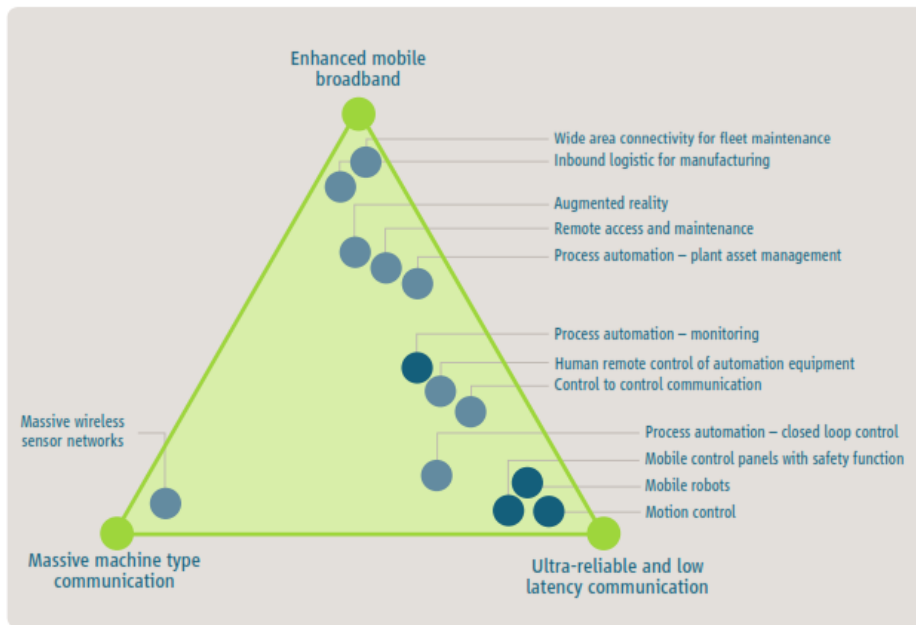 Enhanced mobile
broadband
Wide area connectivity for fleet maintenance
Inbound logistic for manufacturing
Augmented reality
Remote access and maintenance
Process automation – plant asset management
Process automation – monitoring
Human remote control of automation equipment
Control to control communication
Massive wireless
sensor networks
Process automation – closed loop control
Mobile control panels with safety function
Mobile robots
Motion control
Massive machine type
communication
Ultra-reliable and low
latency communication